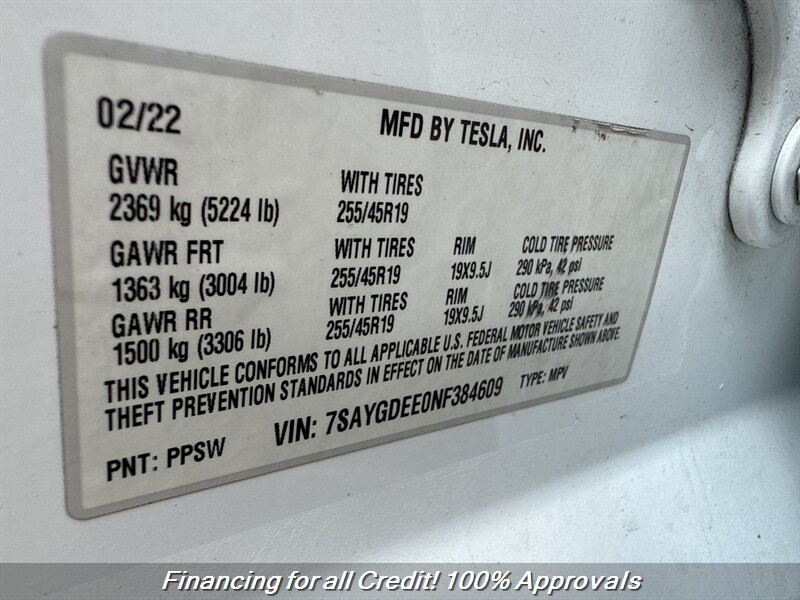 02/22 MFD BY TESLA, INC.
GVWR WITH TIRES
2369 kg (5224 lb) 255/45R19
GAWR FRT WITH TIRES RIM COLD TIRE PRESSURE
1363 kg (3004 lb) 255/45R19 19X9.5J 290 kPa, 42 psi
GAWR RR WITH TIRES RIM COLD TIRE PRESSURE
1500 kg (3306 lb) 255/45R19 19X9.5J 290 kPa, 42 psi
THIS VEHICLE CONFORMS TO ALL APPLICABLE U.S. FEDERAL MOTOR VEHICLE SAFETY AND
THEFT PREVENTION STANDARDS IN EFFECT ON THE DATE OF MANUFACTURE SHOWN ABOVE.
PNT: PPSW VIN: 7SAYGDEE0NF384609 TYPE: MPV
Financing for all Credit! 100% Approvals